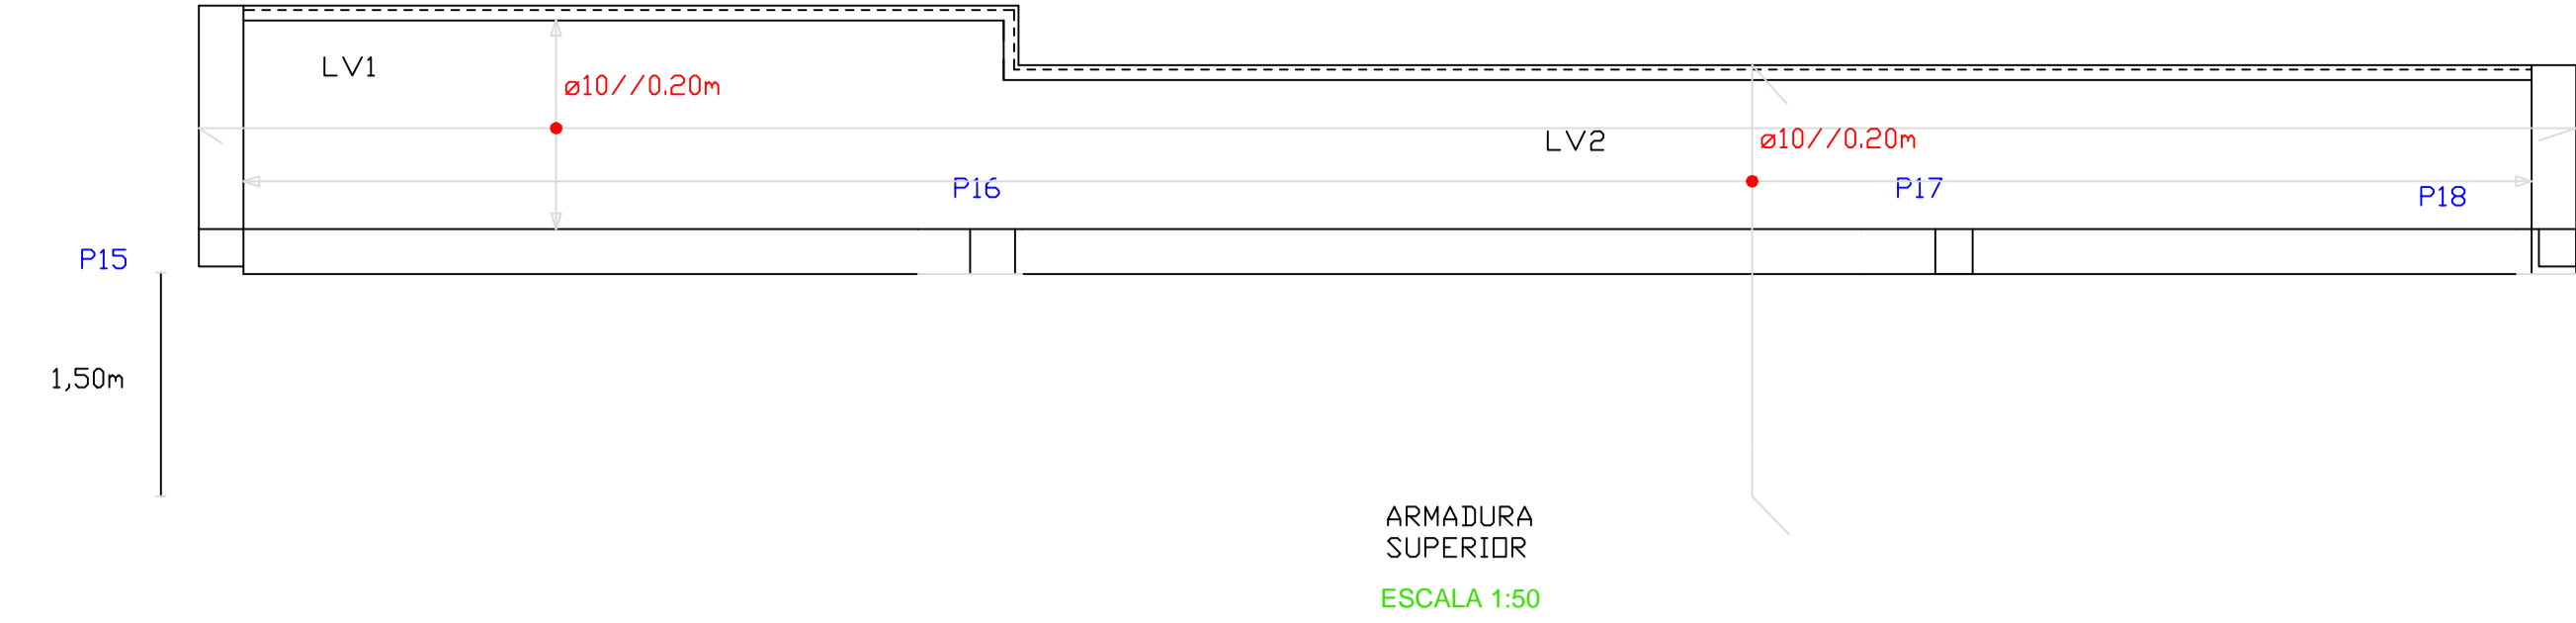 LV1
ø10//0.20m
LV2
ø10//0.20m
P16
P17
P18
P15
1,50m
ARMADURA
SUPERIOR
ESCALA 1:50